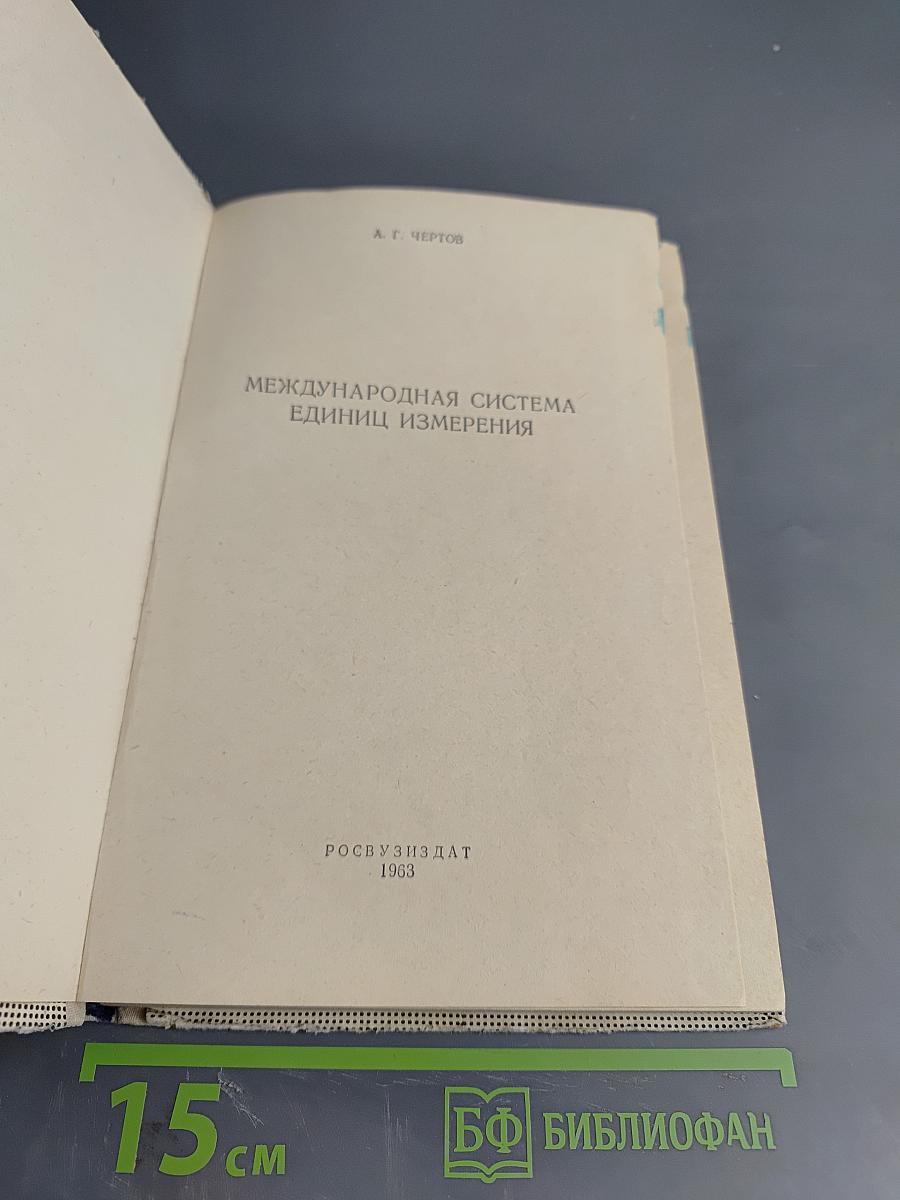 А. Г. ЧЕРТОВ
МЕЖДУНАРОДНАЯ СИСТЕМА
ЕДИНИЦ ИЗМЕРЕНИЯ
РОСВУЗИЗДАТ
1963
15 см
БФ БИБЛИОФАН